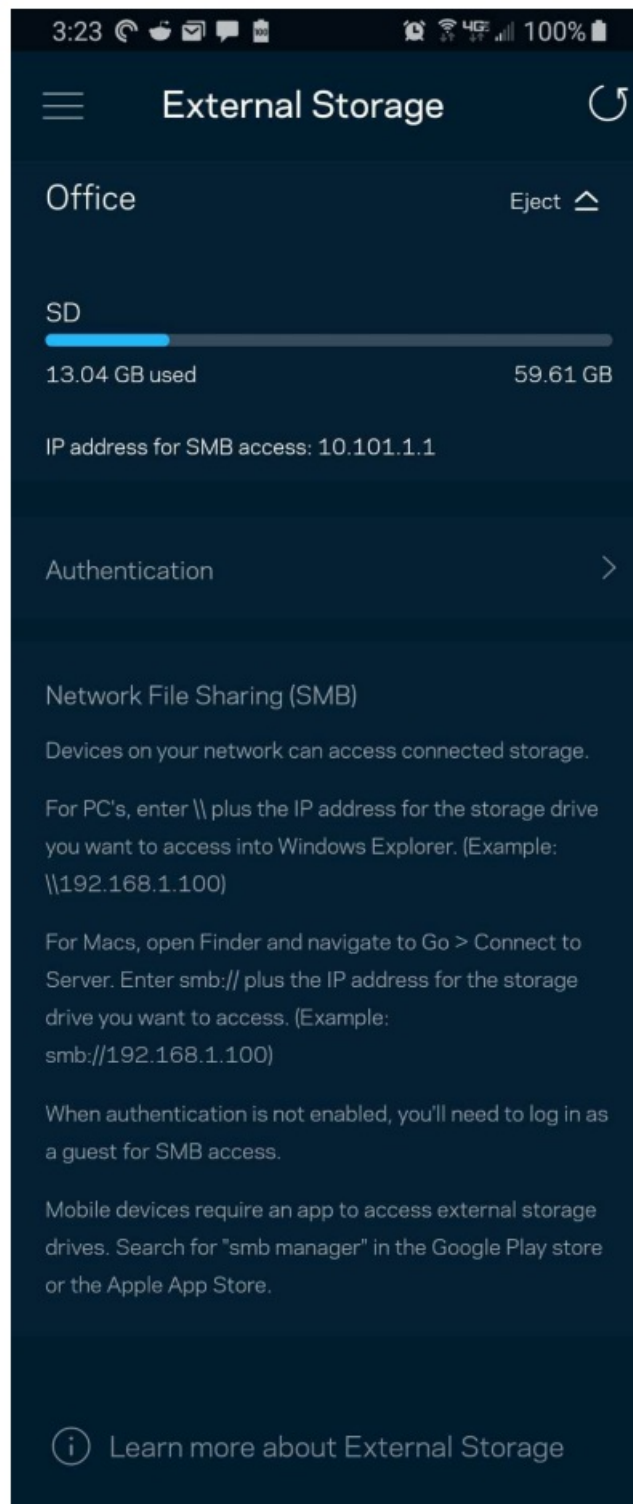 3:23 4GE 100%
External Storage
Office Eject
SD
13.04 GB used 59.61 GB
IP address for SMB access: 10.101.1.1
Authentication
Network File Sharing (SMB)
Devices on your network can access connected storage.
For PC's, enter \\ plus the IP address for the storage drive
you want to access into Windows Explorer. (Example:
\\192.168.1.100)
For Macs, open Finder and navigate to Go > Connect to
Server. Enter smb:// plus the IP address for the storage
drive you want to access. (Example:
smb://192.168.1.100)
When authentication is not enabled, you'll need to log in as
a guest for SMB access.
Mobile devices require an app to access external storage
drives. Search for "smb manager" in the Google Play store
or the Apple App Store.
Learn more about External Storage